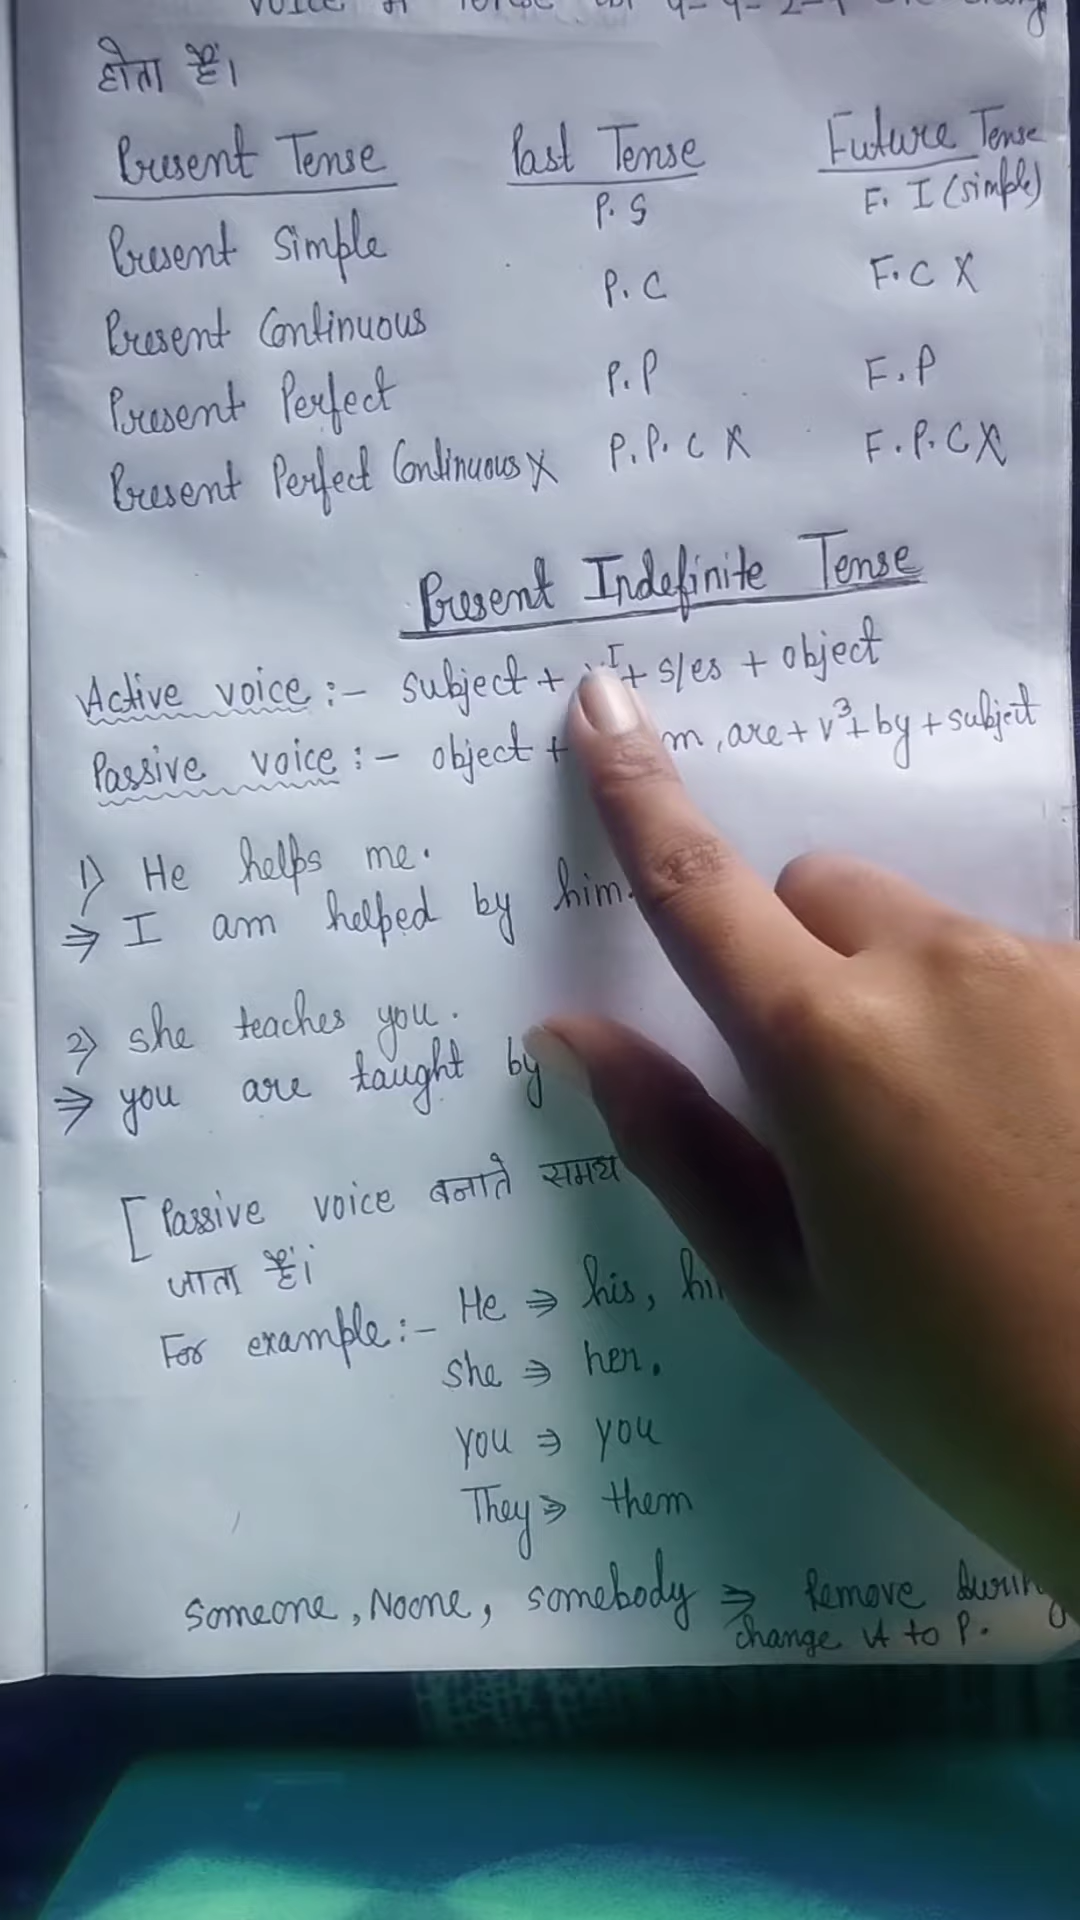 Voice में Tense का
होता है।
Present Tense Past Tense Future Tense
Present Simple P.S F. I (simple)
Present Continuous P.C F.C X
Present Perfect P.P F.P
Present Perfect Continuous X P.P.C X F.P.C X
Present Indefinite Tense
Active voice :- subject + + s/es + object
Passive voice :- object + , are + v³ + by + subject
1) He helps me.
⇒ I am helped by him.
2) she teaches you.
⇒ you are taught by
[ Passive voice बनाते समय
जाता है।
For example :- He ⇒ his,
she ⇒ her.
you ⇒ you
They ⇒ them
Someone, Noone, somebody ⇒ Remove
change A to P.